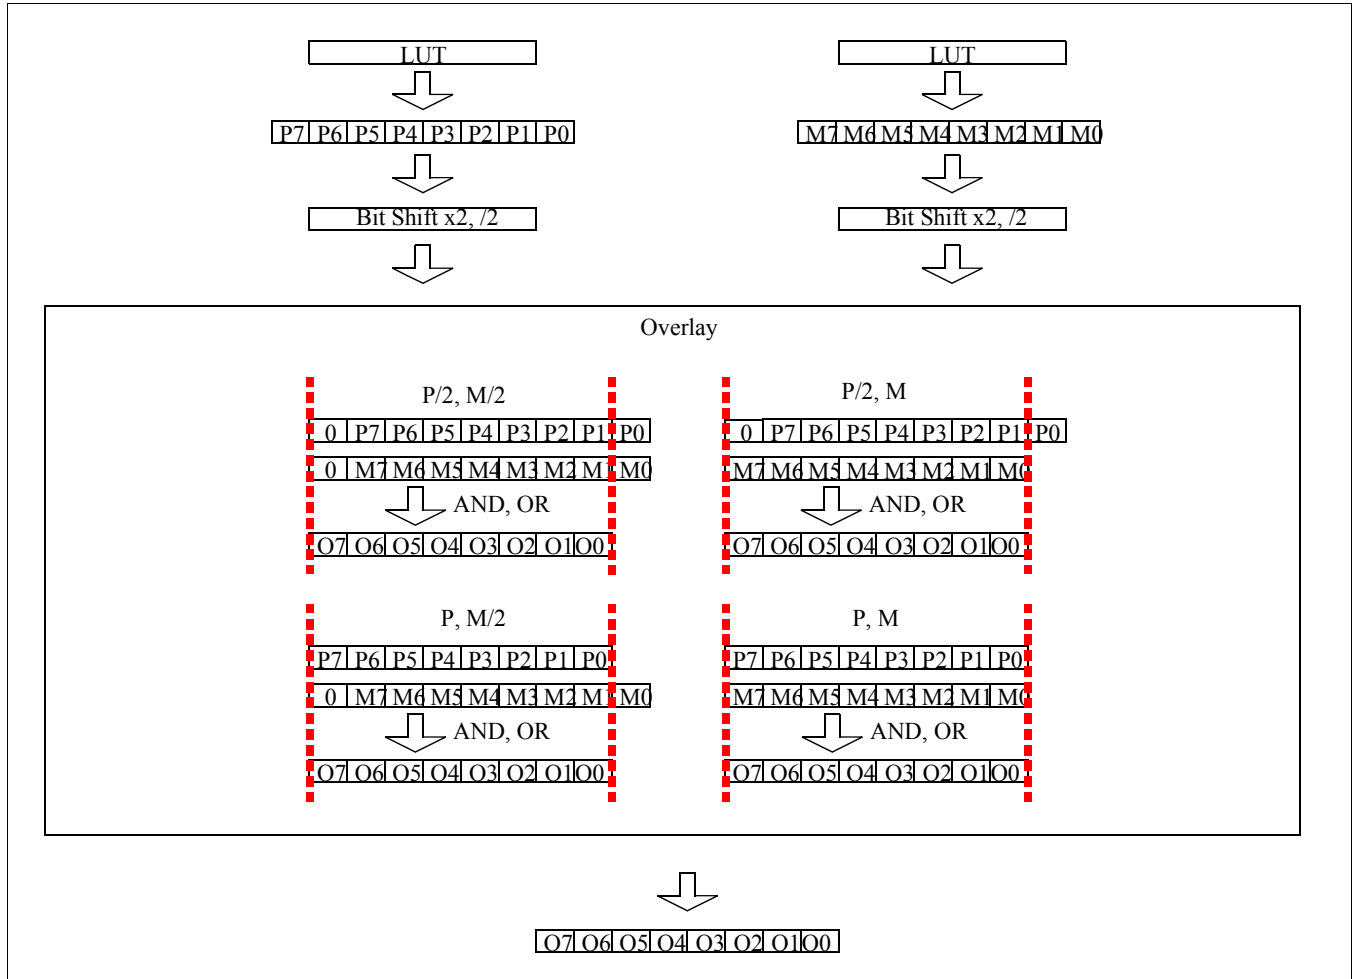 LUT LUT
P7 P6 P5 P4 P3 P2 P1 P0 M7 M6 M5 M4 M3 M2 M1 M0
Bit Shift x2, /2 Bit Shift x2, /2
Overlay
P/2, M/2 P/2, M
0 P7 P6 P5 P4 P3 P2 P1 P0 0 P7 P6 P5 P4 P3 P2 P1 P0
0 M7 M6 M5 M4 M3 M2 M1 M0 M7 M6 M5 M4 M3 M2 M1 M0
AND, OR AND, OR
O7 O6 O5 O4 O3 O2 O1 O0 O7 O6 O5 O4 O3 O2 O1 O0
P, M/2 P, M
P7 P6 P5 P4 P3 P2 P1 P0 P7 P6 P5 P4 P3 P2 P1 P0
0 M7 M6 M5 M4 M3 M2 M1 M0 M7 M6 M5 M4 M3 M2 M1 M0
AND, OR AND, OR
O7 O6 O5 O4 O3 O2 O1 O0 O7 O6 O5 O4 O3 O2 O1 O0
O7 O6 O5 O4 O3 O2 O1 O0